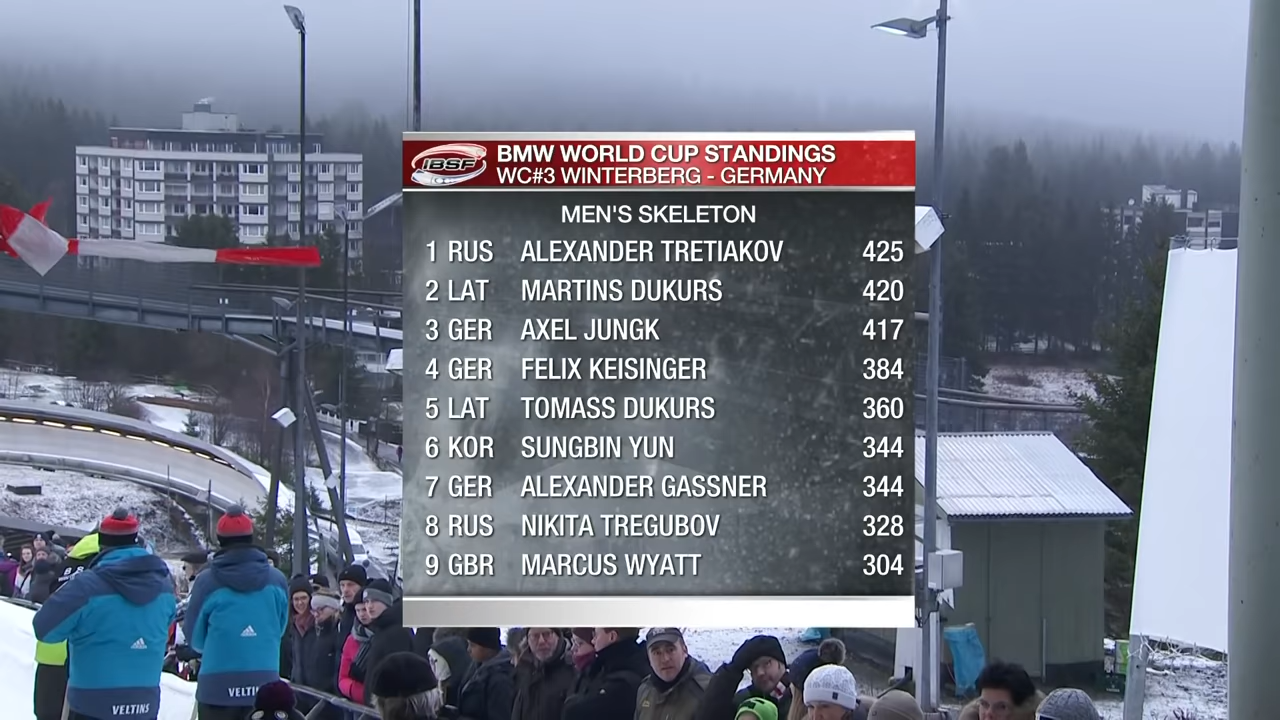 IBSF
BMW WORLD CUP STANDINGS
WC#3 WINTERBERG - GERMANY
MEN'S SKELETON
1 RUS ALEXANDER TRETIAKOV 425
2 LAT MARTINS DUKURS 420
3 GER AXEL JUNGK 417
4 GER FELIX KEISINGER 384
5 LAT TOMASS DUKURS 360
6 KOR SUNGBIN YUN 344
7 GER ALEXANDER GASSNER 344
8 RUS NIKITA TREGUBOV 328
9 GBR MARCUS WYATT 304
adidas
VELTINS
VELTINS